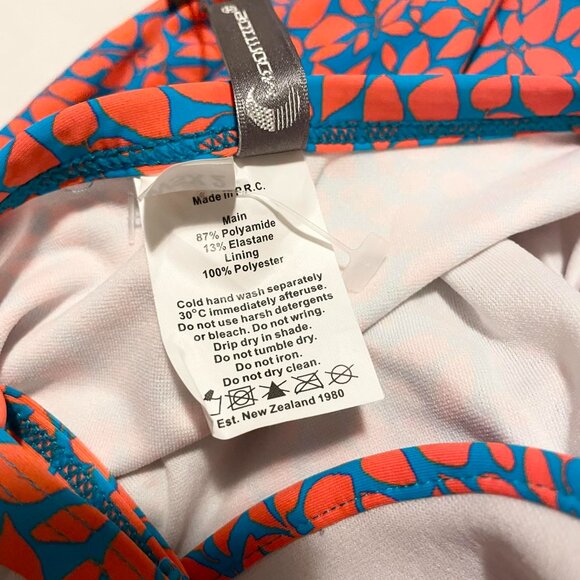 MOONTIDE®
Made in P.R.C.
Main
87% Polyamide
13% Elastane
Lining
100% Polyester
Cold hand wash separately
30°C immediately afteruse.
Do not use harsh detergents
or bleach. Do not wring.
Drip dry in shade.
Do not tumble dry.
Do not iron.
Do not dry clean.
Est. New Zealand 1980